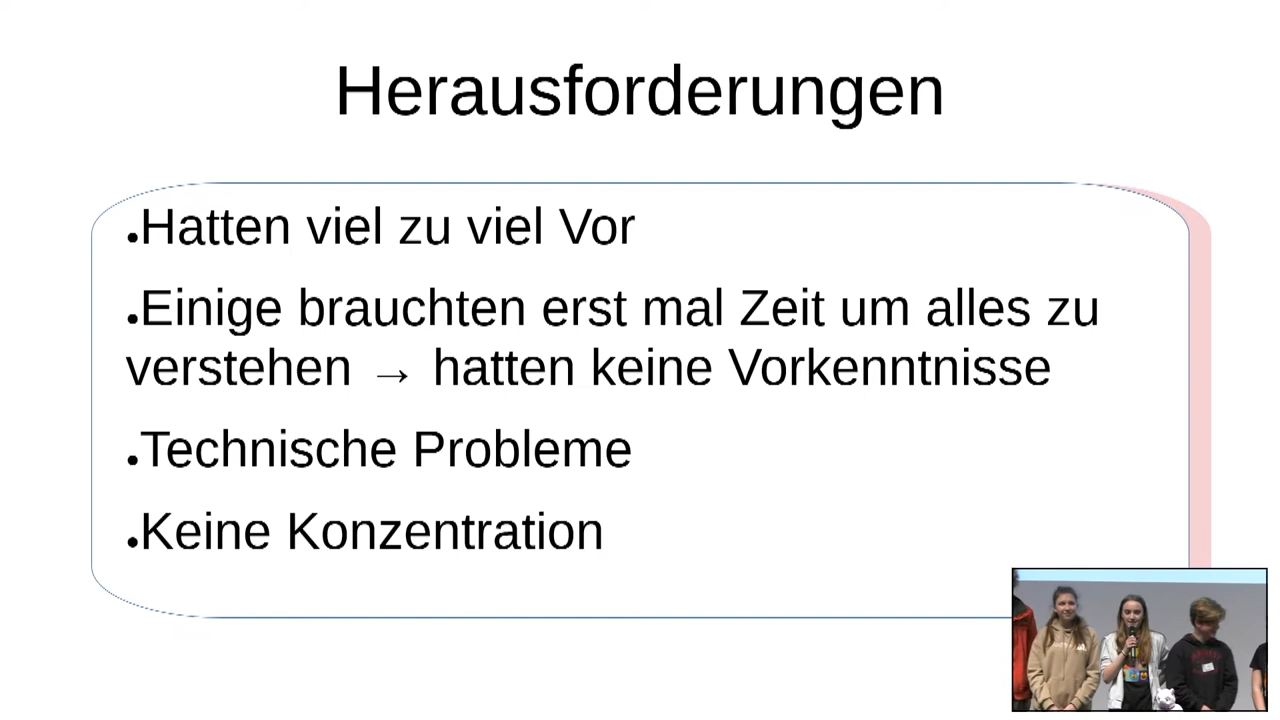 Herausforderungen
•Hatten viel zu viel Vor
•Einige brauchten erst mal Zeit um alles zu
verstehen → hatten keine Vorkenntnisse
•Technische Probleme
•Keine Konzentration